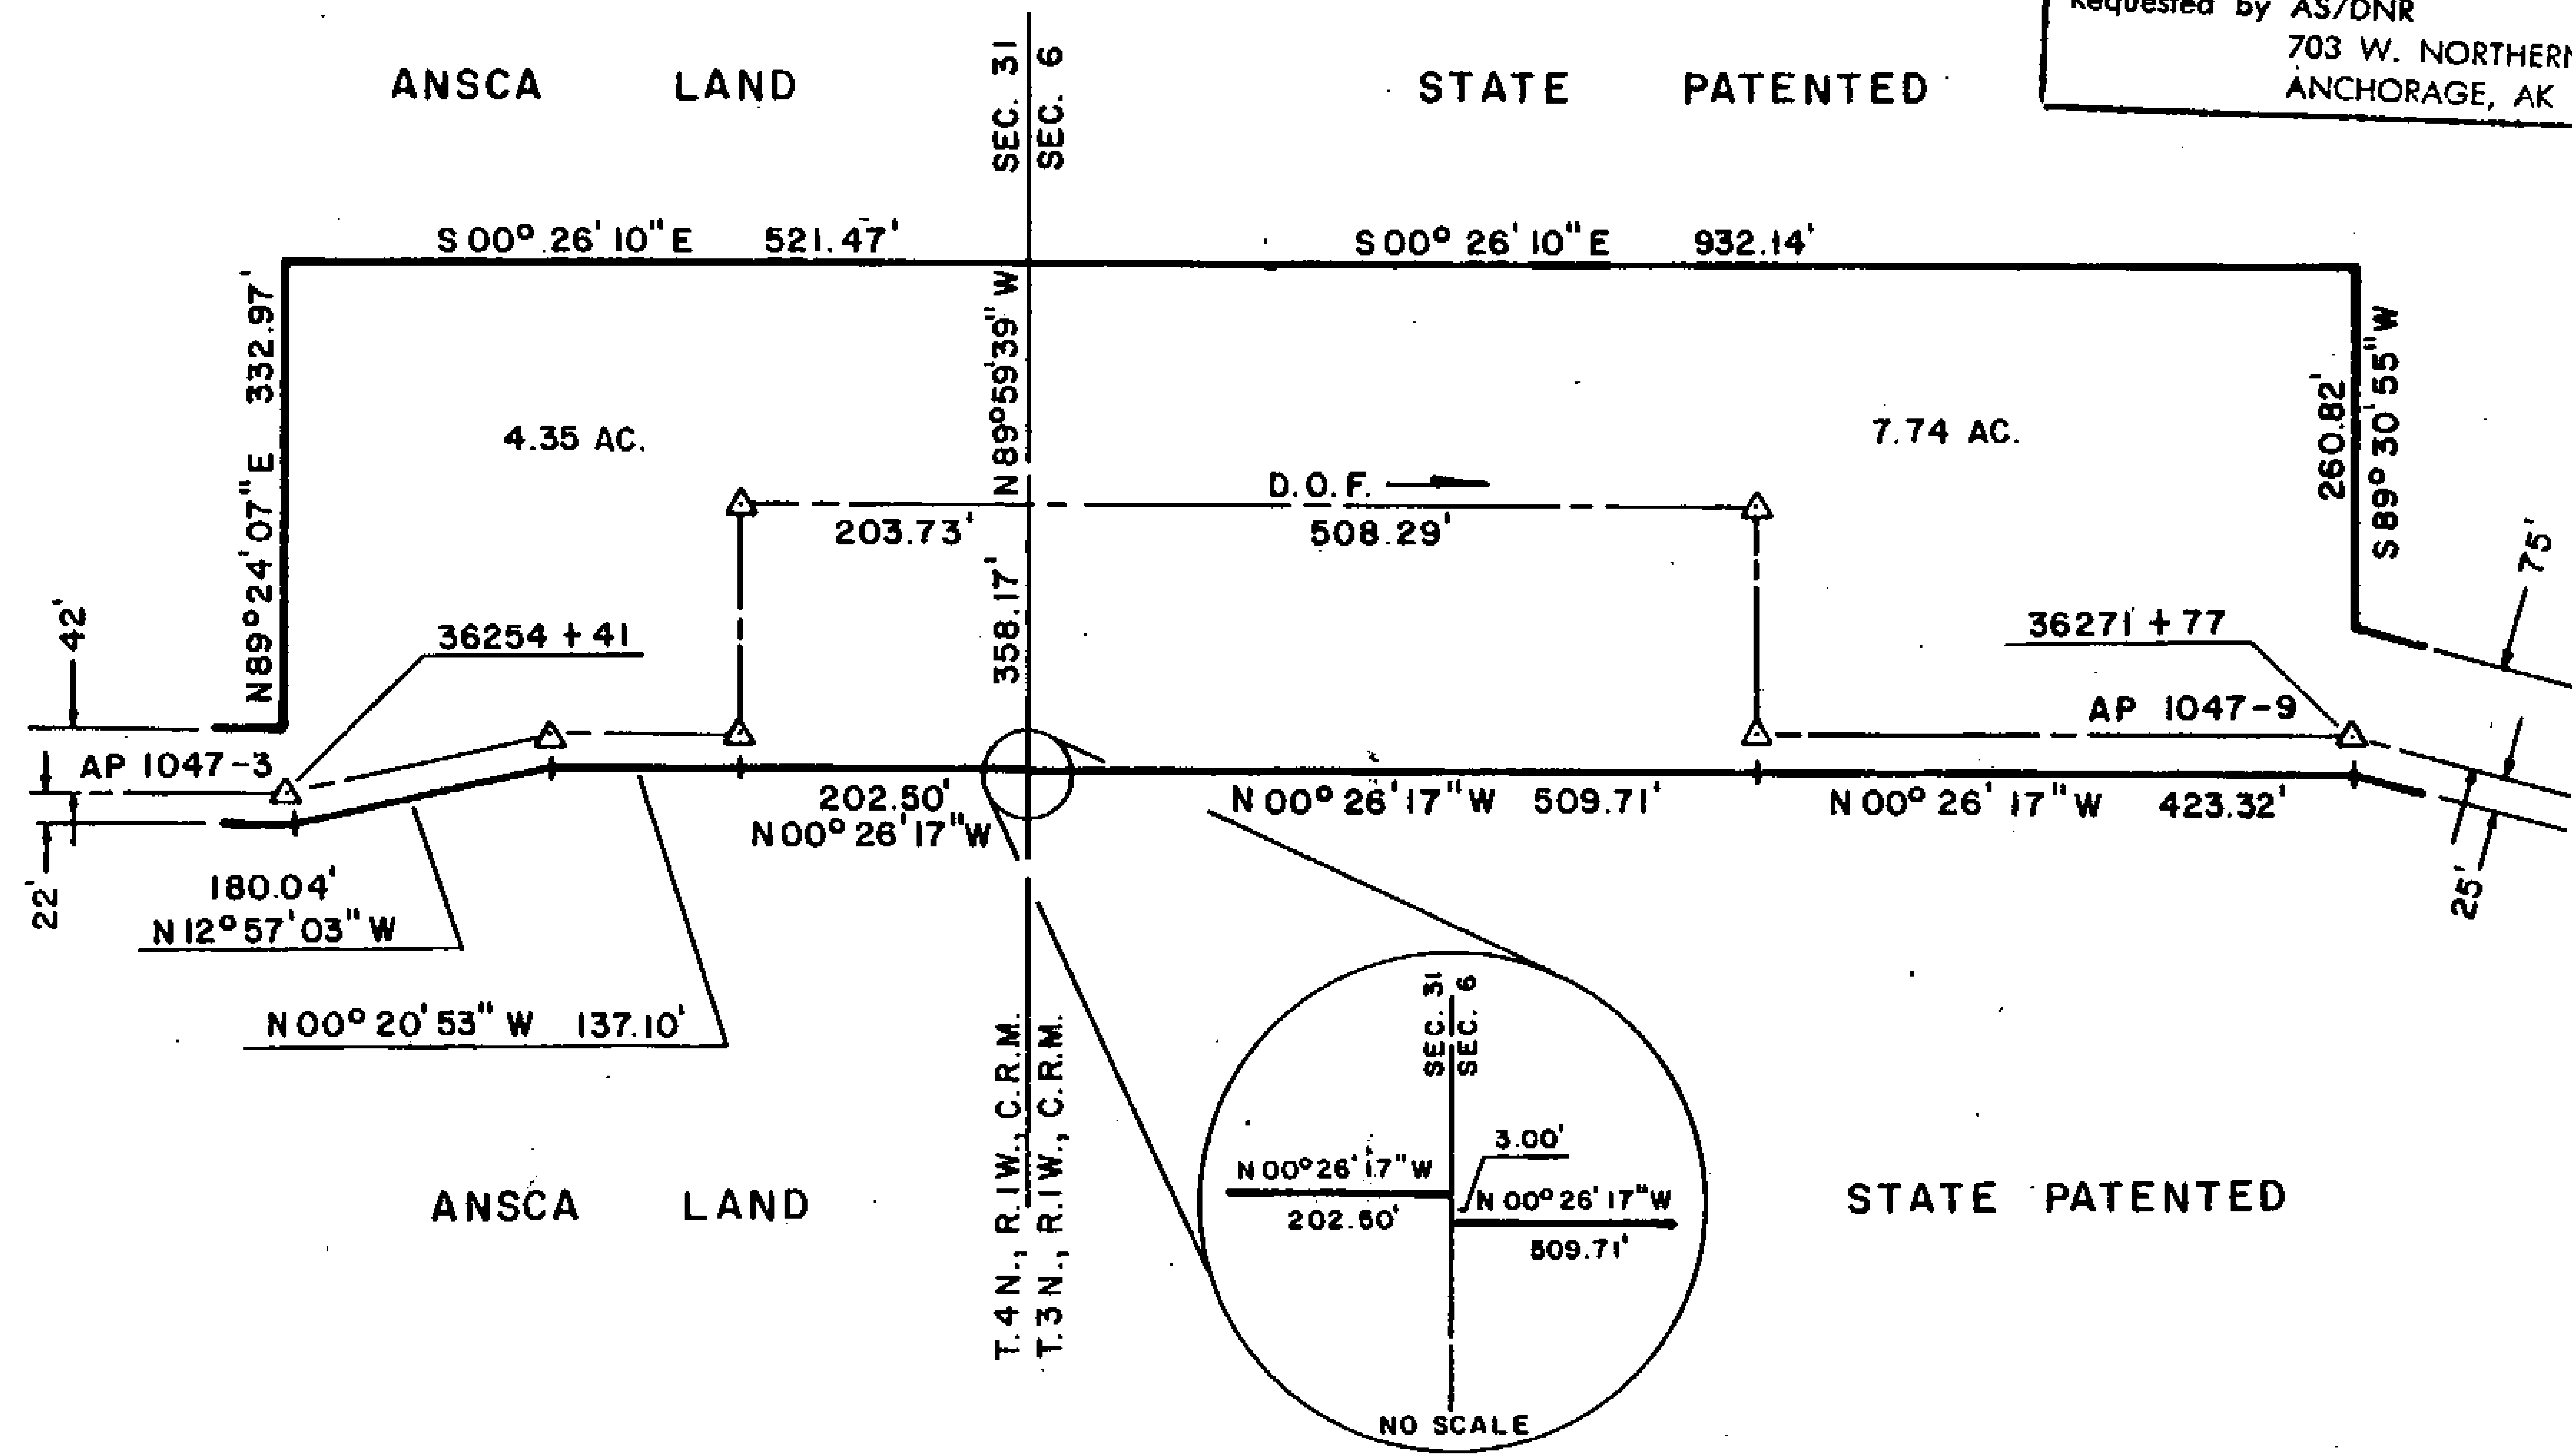 Requested by AS/DNR
703 W. NORTHERN
ANCHORAGE, AK
ANSCA LAND
SEC. 31
SEC. 6
STATE PATENTED
S 00° 26' 10" E 521.47'
S 00° 26' 10" E 932.14'
N 89° 24' 07" E 332.97'
N 89° 59' 39" W
358.17'
260.82'
S 89° 30' 55" W
4.35 AC.
7.74 AC.
D.O.F.
203.73'
508.29'
75'
42'
36254 + 41
36271 + 77
AP 1047-3
AP 1047-9
202.50'
N 00° 26' 17" W
N 00° 26' 17" W 509.71'
N 00° 26' 17" W 423.32'
22'
25'
180.04'
N 12° 57' 03" W
N 00° 20' 53" W 137.10'
T. 4 N., R. 1 W., C.R.M.
T. 3 N., R. 1 W., C.R.M.
SEC. 31
SEC. 6
3.00'
N 00° 26' 17" W
202.50'
N 00° 26' 17" W
509.71'
NO SCALE
ANSCA LAND
STATE PATENTED